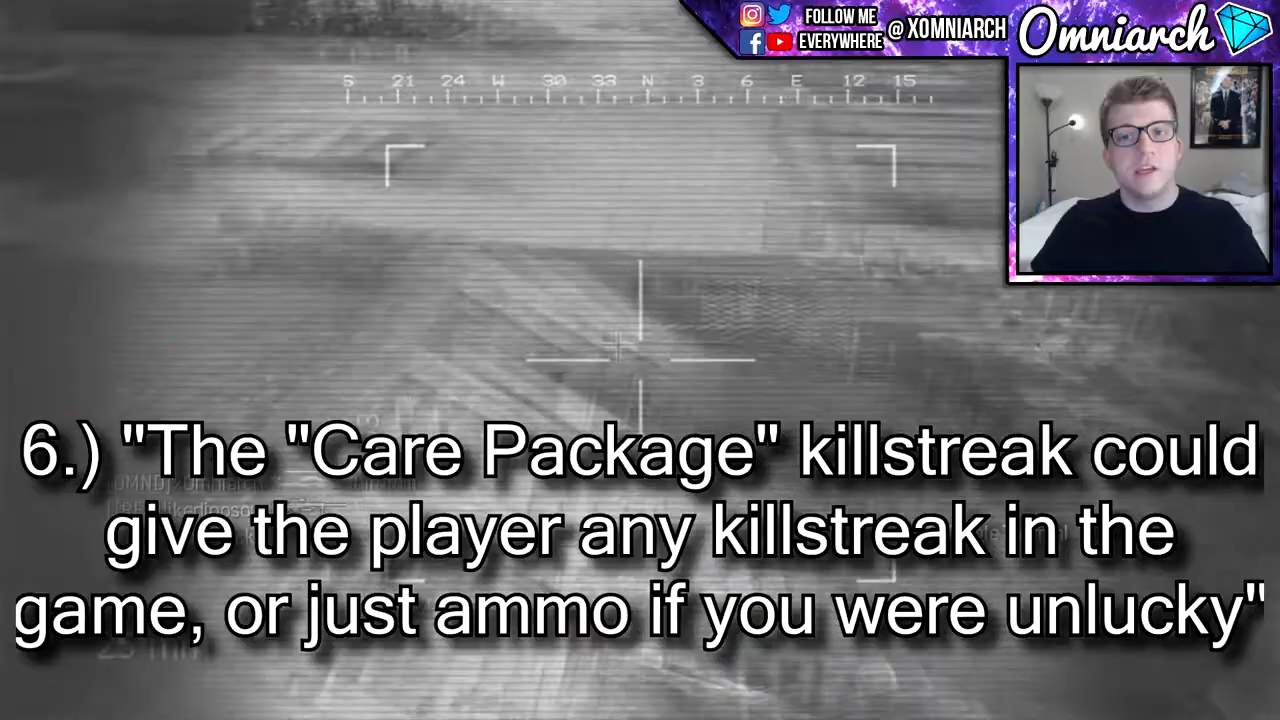 FOLLOW ME
EVERYWHERE
@ XOMNIARCH
Omniarch
S 21 24 W 30 33 N 3 6 E 12 15
6.) "The "Care Package" killstreak could
give the player any killstreak in the
game, or just ammo if you were unlucky"